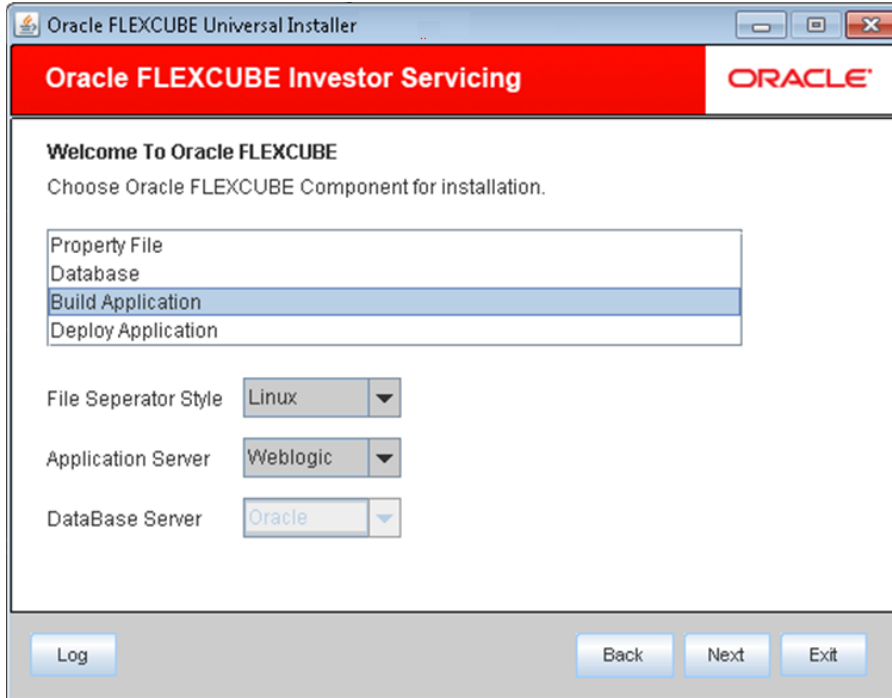 Oracle FLEXCUBE Universal Installer
Oracle FLEXCUBE Investor Servicing
ORACLE
Welcome To Oracle FLEXCUBE
Choose Oracle FLEXCUBE Component for installation.
Property File
Database
Build Application
Deploy Application
File Seperator Style Linux
Application Server Weblogic
DataBase Server Oracle
Log Back Next Exit